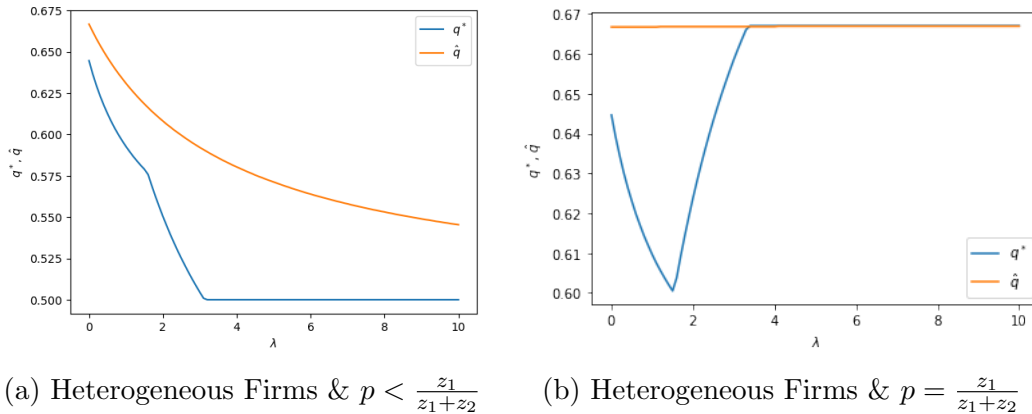 0.675
0.650
0.625
0.600
0.575
0.550
0.525
0.500
q*, q̂
0 2 4 6 8 10
λ
q*
q̂
0.67
0.66
0.65
0.64
0.63
0.62
0.61
0.60
q*, q̂
0 2 4 6 8 10
λ
q*
q̂
(a) Heterogeneous Firms & p < z₁/(z₁+z₂)
(b) Heterogeneous Firms & p = z₁/(z₁+z₂)